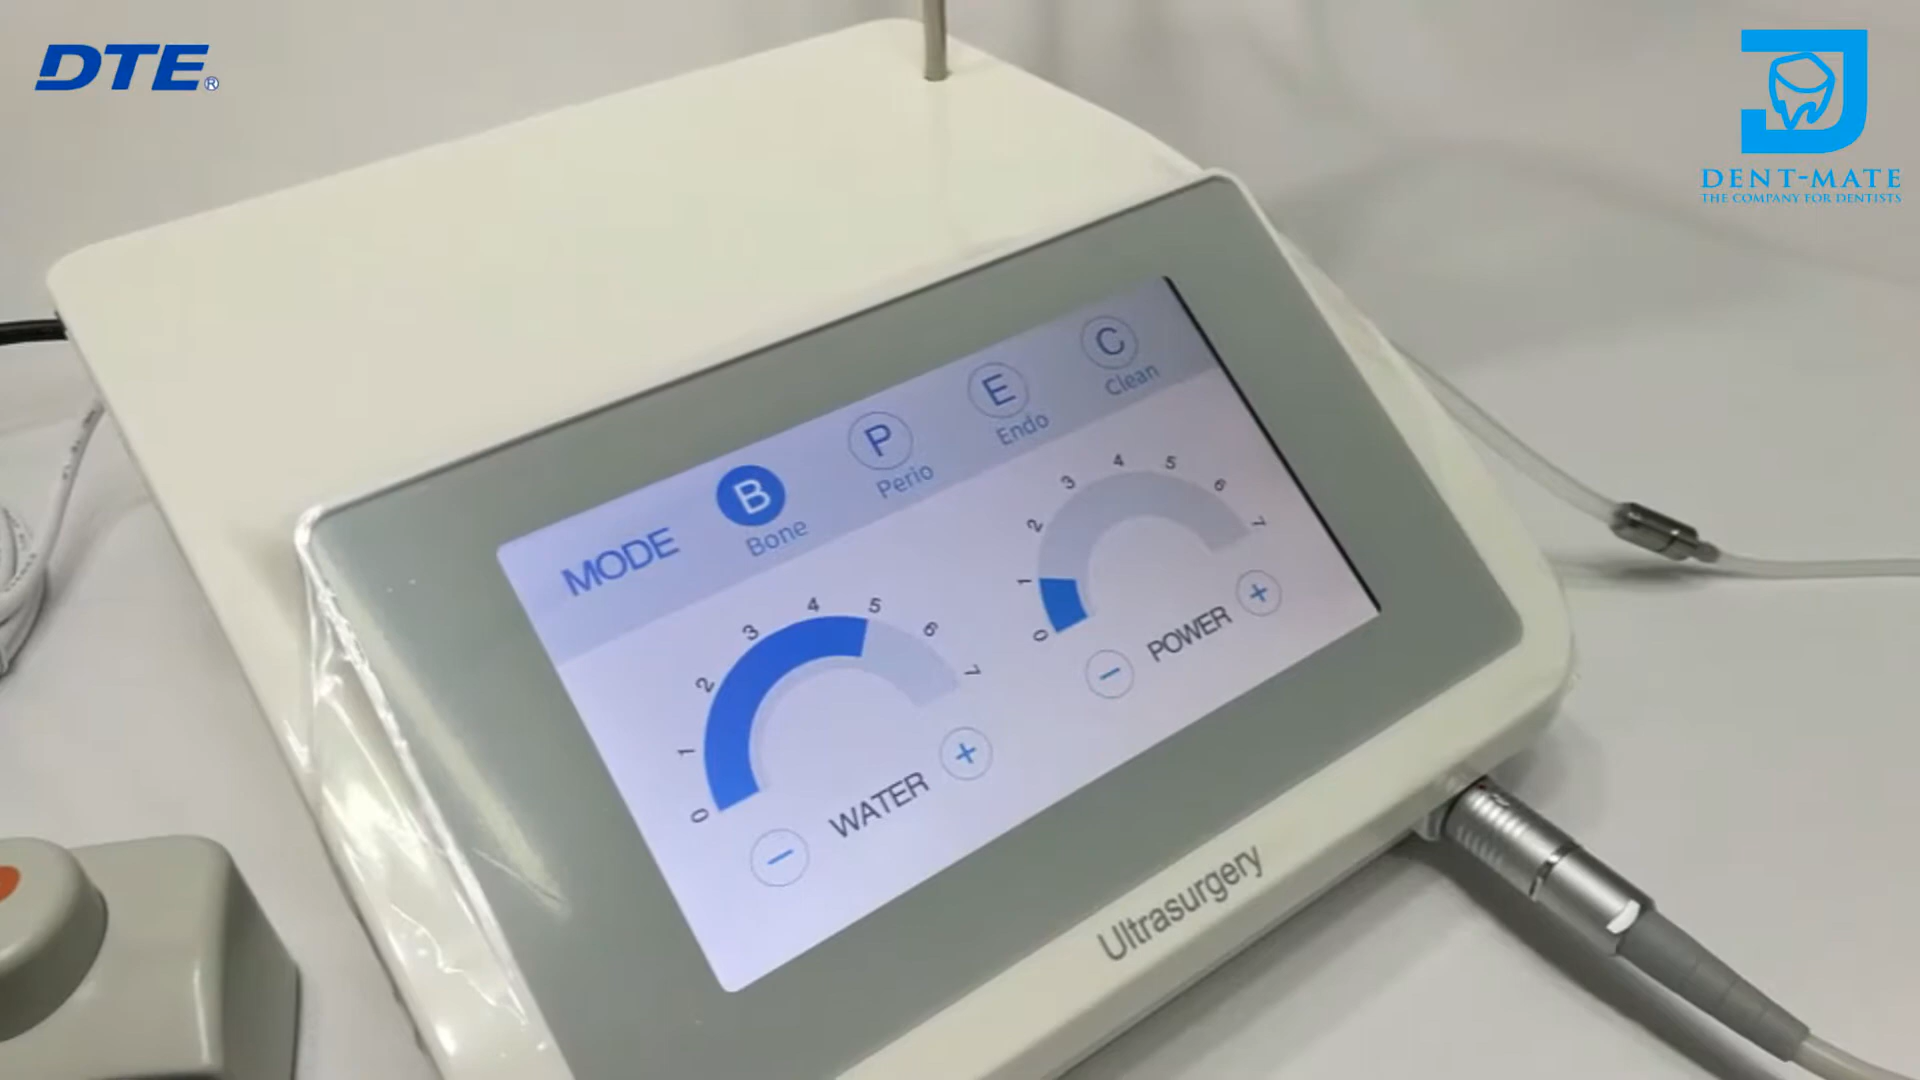 DTE®
DENT-MATE
THE COMPANY FOR DENTISTS
MODE
B
Bone
P
Perio
E
Endo
C
Clean
0 1 2 3 4 5 6 7
- WATER +
0 1 2 3 4 5 6 7
- POWER +
Ultrasurgery